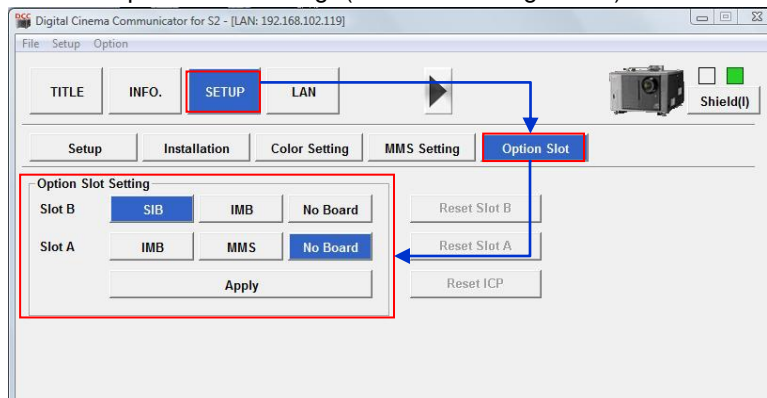 Digital Cinema Communicator for S2 - [LAN: 192.168.102.119]
File Setup Option
TITLE INFO. SETUP LAN
Shield(I)
Setup Installation Color Setting MMS Setting Option Slot
Option Slot Setting
Slot B SIB IMB No Board Reset Slot B
Slot A IMB MMS No Board Reset Slot A
Apply Reset ICP